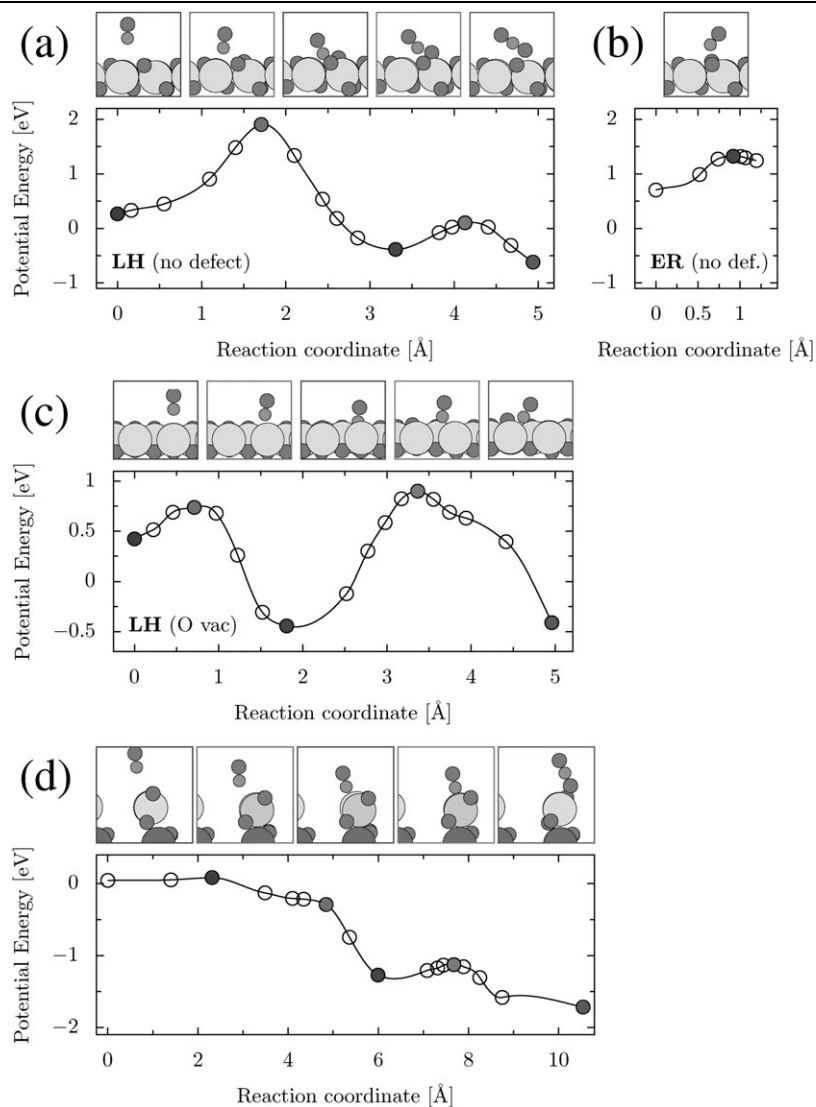 (a)
(b)
Potential Energy [eV]
2
1
0
−1
LH (no defect)
0 1 2 3 4 5
Reaction coordinate [Å]
Potential Energy [eV]
2
1
0
−1
ER (no def.)
0 0.5 1
Reaction coordinate [Å]
(c)
Potential Energy [eV]
1
0.5
0
−0.5
LH (O vac)
0 1 2 3 4 5
Reaction coordinate [Å]
(d)
Potential Energy [eV]
0
−1
−2
0 2 4 6 8 10
Reaction coordinate [Å]